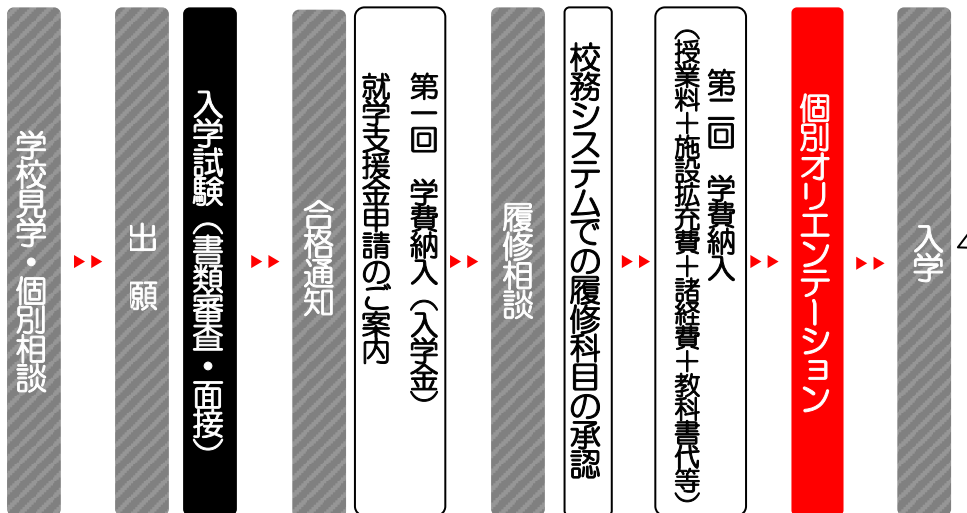 学校見学・個別相談
出願
入学試験（書類審査・面接）
合格通知
第一回　学費納入（入学金）
就学支援金申請のご案内
履修相談
校務システムでの履修科目の承認
第二回　学費納入
（授業料＋施設拡充費＋諸経費＋教科書代等）
個別オリエンテーション
入学